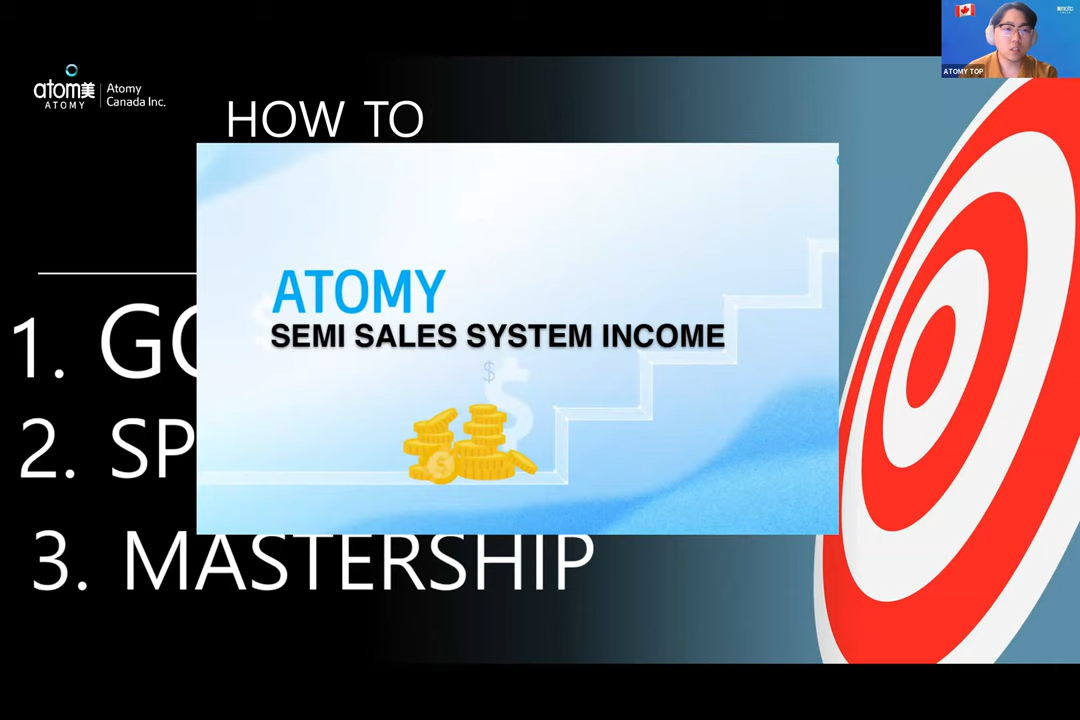 ATOMY TOP
atom美
ATOMY
Atomy
Canada Inc.
HOW TO
ATOMY
SEMI SALES SYSTEM INCOME
1. GO
2. SP
3. MASTERSHIP